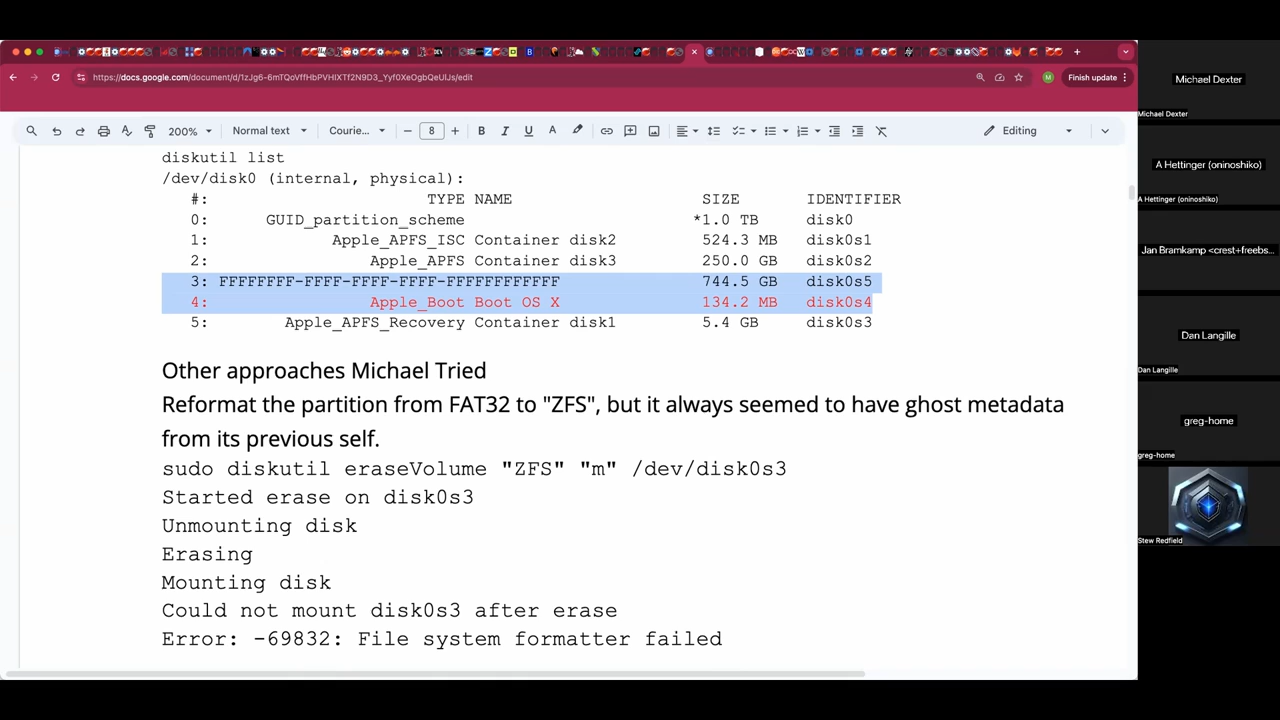 https://docs.google.com/document/d/1zJg6-6mTQoVffHbPVHIXTf2N9D3_Yyf0XeOgbQeUIJs/edit
M
Finish update
200%
Normal text
Courie...
8
Editing
diskutil list
/dev/disk0 (internal, physical):
#: TYPE NAME SIZE IDENTIFIER
0: GUID_partition_scheme *1.0 TB disk0
1: Apple_APFS_ISC Container disk2 524.3 MB disk0s1
2: Apple_APFS Container disk3 250.0 GB disk0s2
3: FFFFFFFF-FFFF-FFFF-FFFF-FFFFFFFFFFFF 744.5 GB disk0s5
4: Apple_Boot Boot OS X 134.2 MB disk0s4
5: Apple_APFS_Recovery Container disk1 5.4 GB disk0s3
Other approaches Michael Tried
Reformat the partition from FAT32 to "ZFS", but it always seemed to have ghost metadata
from its previous self.
sudo diskutil eraseVolume "ZFS" "m" /dev/disk0s3
Started erase on disk0s3
Unmounting disk
Erasing
Mounting disk
Could not mount disk0s3 after erase
Error: -69832: File system formatter failed
Michael Dexter
Michael Dexter
A Hettinger (oninoshiko)
A Hettinger (oninoshiko)
Jan Bramkamp <crest+freebs...
Dan Langille
Dan Langille
greg-home
greg-home
Stew Redfield